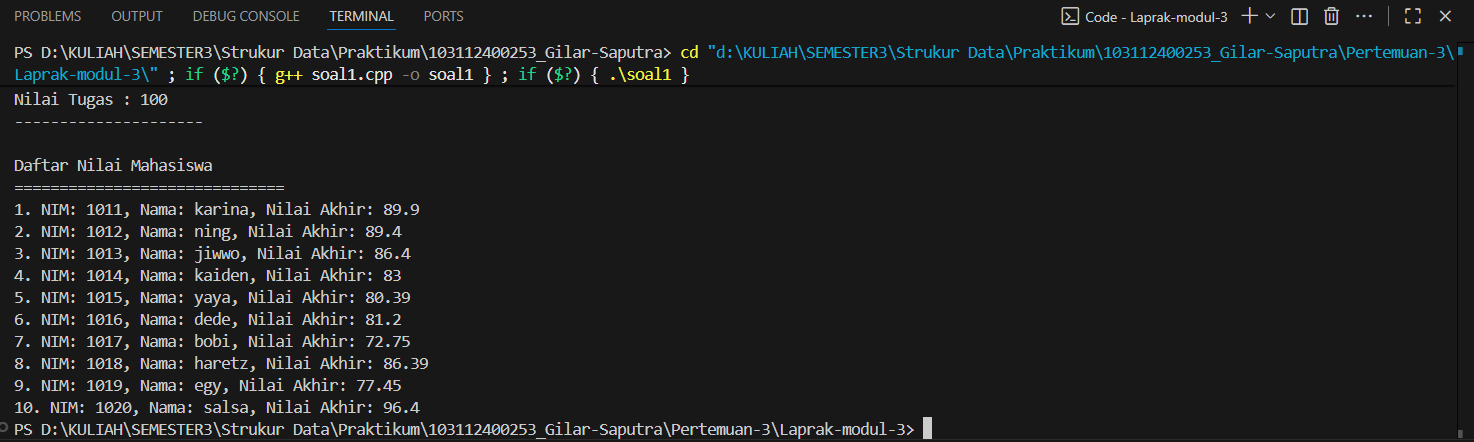 PROBLEMS OUTPUT DEBUG CONSOLE TERMINAL PORTS Code - Laprak-modul-3
PS D:\KULIAH\SEMESTER3\Strukur Data\Praktikum\103112400253_Gilar-Saputra> cd "d:\KULIAH\SEMESTER3\Strukur Data\Praktikum\103112400253_Gilar-Saputra\Pertemuan-3\
Laprak-modul-3\" ; if ($?) { g++ soal1.cpp -o soal1 } ; if ($?) { .\soal1 }
Nilai Tugas : 100
---------------------
Daftar Nilai Mahasiswa
==============================
1. NIM: 1011, Nama: karina, Nilai Akhir: 89.9
2. NIM: 1012, Nama: ning, Nilai Akhir: 89.4
3. NIM: 1013, Nama: jiwwo, Nilai Akhir: 86.4
4. NIM: 1014, Nama: kaiden, Nilai Akhir: 83
5. NIM: 1015, Nama: yaya, Nilai Akhir: 80.39
6. NIM: 1016, Nama: dede, Nilai Akhir: 81.2
7. NIM: 1017, Nama: bobi, Nilai Akhir: 72.75
8. NIM: 1018, Nama: haretz, Nilai Akhir: 86.39
9. NIM: 1019, Nama: egy, Nilai Akhir: 77.45
10. NIM: 1020, Nama: salsa, Nilai Akhir: 96.4
PS D:\KULIAH\SEMESTER3\Strukur Data\Praktikum\103112400253_Gilar-Saputra\Pertemuan-3\Laprak-modul-3>